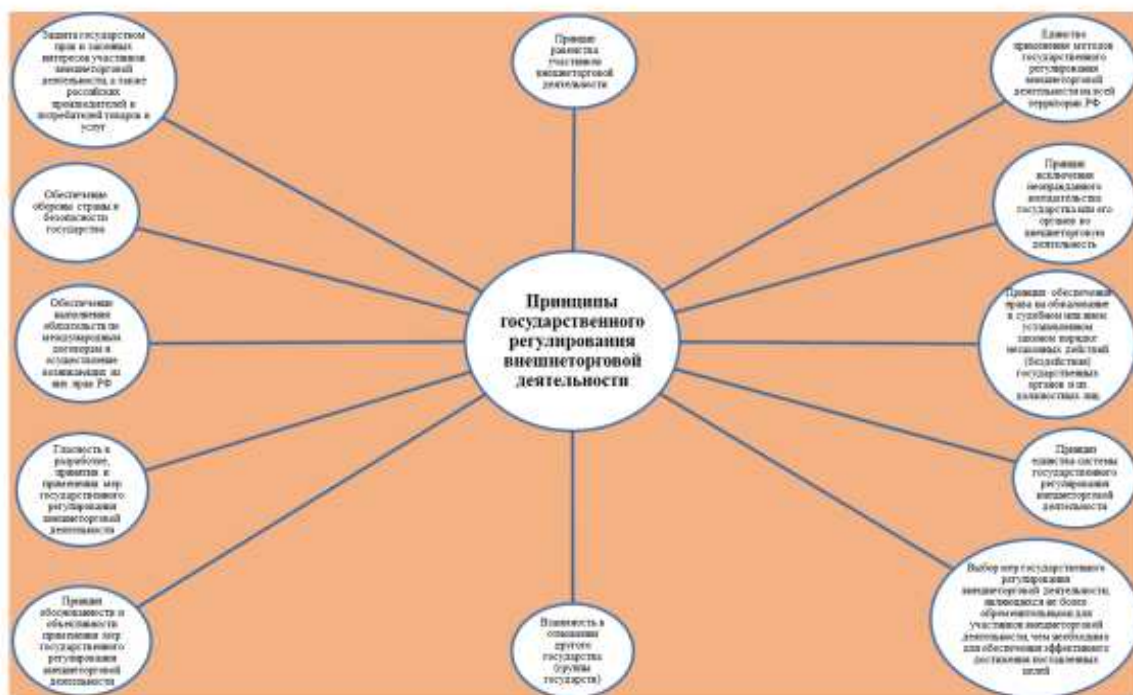 Защита государством
прав и законных
интересов участников
внешнеторговой
деятельности, а также
российских
производителей и
потребителей товаров и
услуг
Принцип
равенства
участников
внешнеторговой
деятельности
Единство
применения методов
государственного
регулирования
внешнеторговой
деятельности на всей
территории РФ
Обеспечение
обороны страны и
безопасности
государства
Принцип
исключения
неоправданного
вмешательства
государства или его
органов во
внешнеторговую
деятельность
Обеспечение
выполнения
обязательств по
международным
договорам и
осуществление
возникающих из
них прав РФ
Принципы
государственного
регулирования
внешнеторговой
деятельности
Принцип обеспечения
права на обжалование
в судебном или ином
установленном
законом порядке
незаконных действий
(бездействия)
государственных
органов и их
должностных лиц
Гласность в
разработке,
принятии и
применении мер
государственного
регулирования
внешнеторговой
деятельности
Принцип
единства системы
государственного
регулирования
внешнеторговой
деятельности
Принцип
обоснованности и
объективности
применения мер
государственного
регулирования
внешнеторговой
деятельности
Взаимность в
отношении
другого
государства
(группы
государств)
Выбор мер государственного
регулирования
внешнеторговой деятельности,
являющихся не более
обременительными для
участников внешнеторговой
деятельности, чем необходимо
для обеспечения эффективного
достижения поставленных
целей